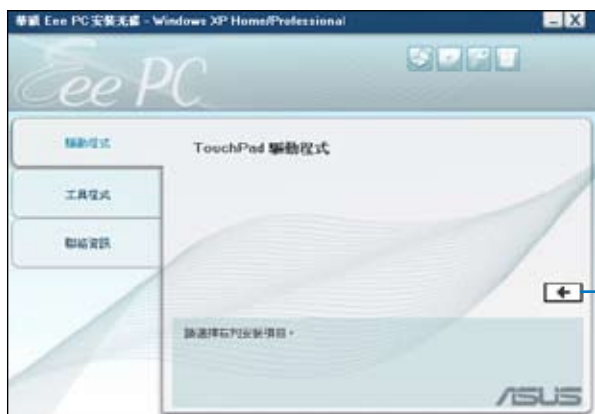 華碩 Eee PC 安裝光碟 - Windows XP Home/Professional
Eee PC
驅動程式
TouchPad 驅動程式
工具程式
聯絡資訊
請選擇右列安裝項目。
ASUS